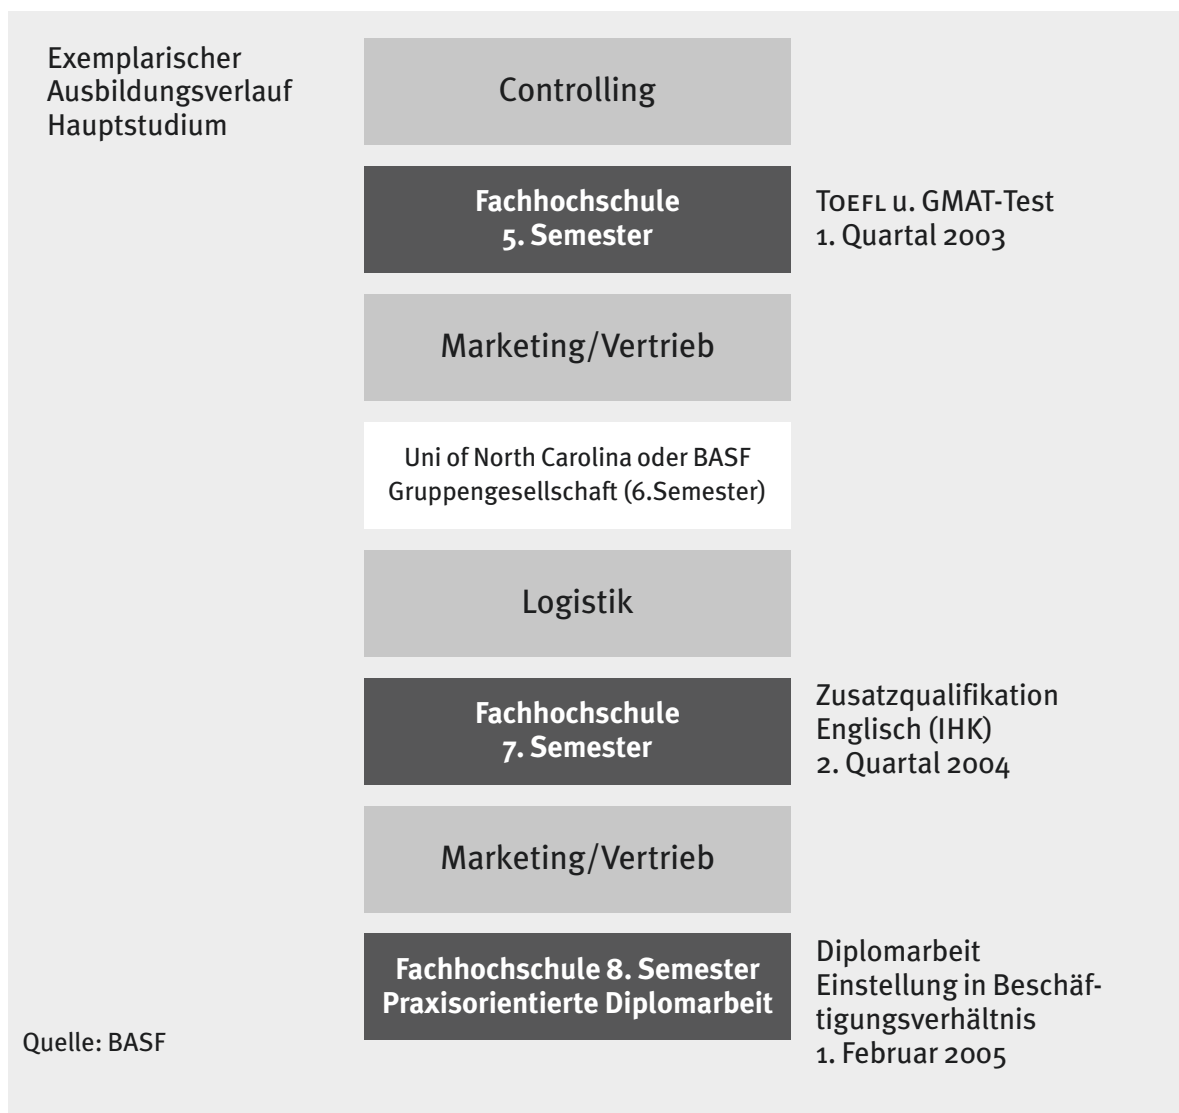 Exemplarischer
Ausbildungsverlauf
Hauptstudium
Controlling
Fachhochschule
5. Semester
TOEFL u. GMAT-Test
1. Quartal 2003
Marketing/Vertrieb
Uni of North Carolina oder BASF
Gruppengesellschaft (6.Semester)
Logistik
Fachhochschule
7. Semester
Zusatzqualifikation
Englisch (IHK)
2. Quartal 2004
Marketing/Vertrieb
Fachhochschule 8. Semester
Praxisorientierte Diplomarbeit
Diplomarbeit
Einstellung in Beschäf-
tigungsverhältnis
1. Februar 2005
Quelle: BASF